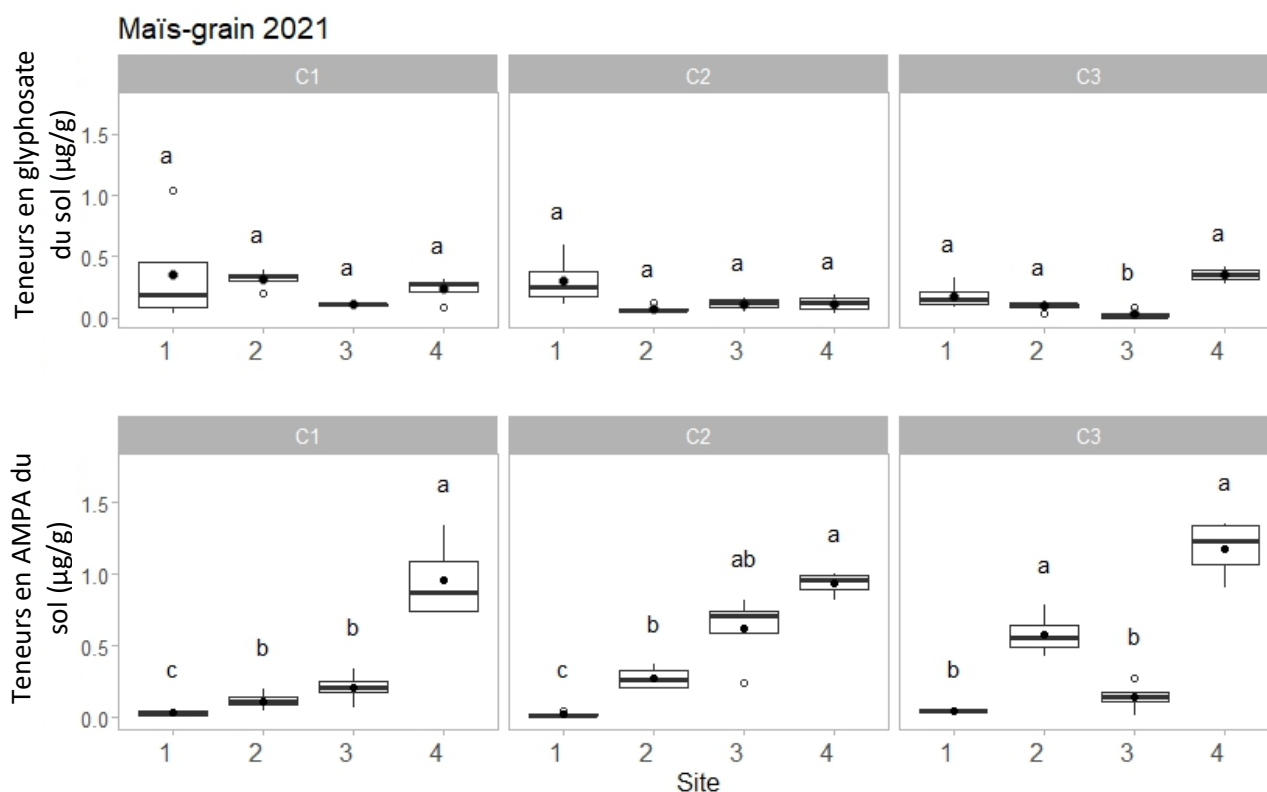 Maïs-grain 2021
Teneurs en glyphosate
du sol (µg/g)
C1 C2 C3
1.5
1.0
0.5
0.0
a a a a
a a a a
a a b a
1 2 3 4 1 2 3 4 1 2 3 4
Teneurs en AMPA du
sol (µg/g)
C1 C2 C3
1.5
1.0
0.5
0.0
c b b a
c b ab a
b a b a
1 2 3 4 1 2 3 4 1 2 3 4
Site